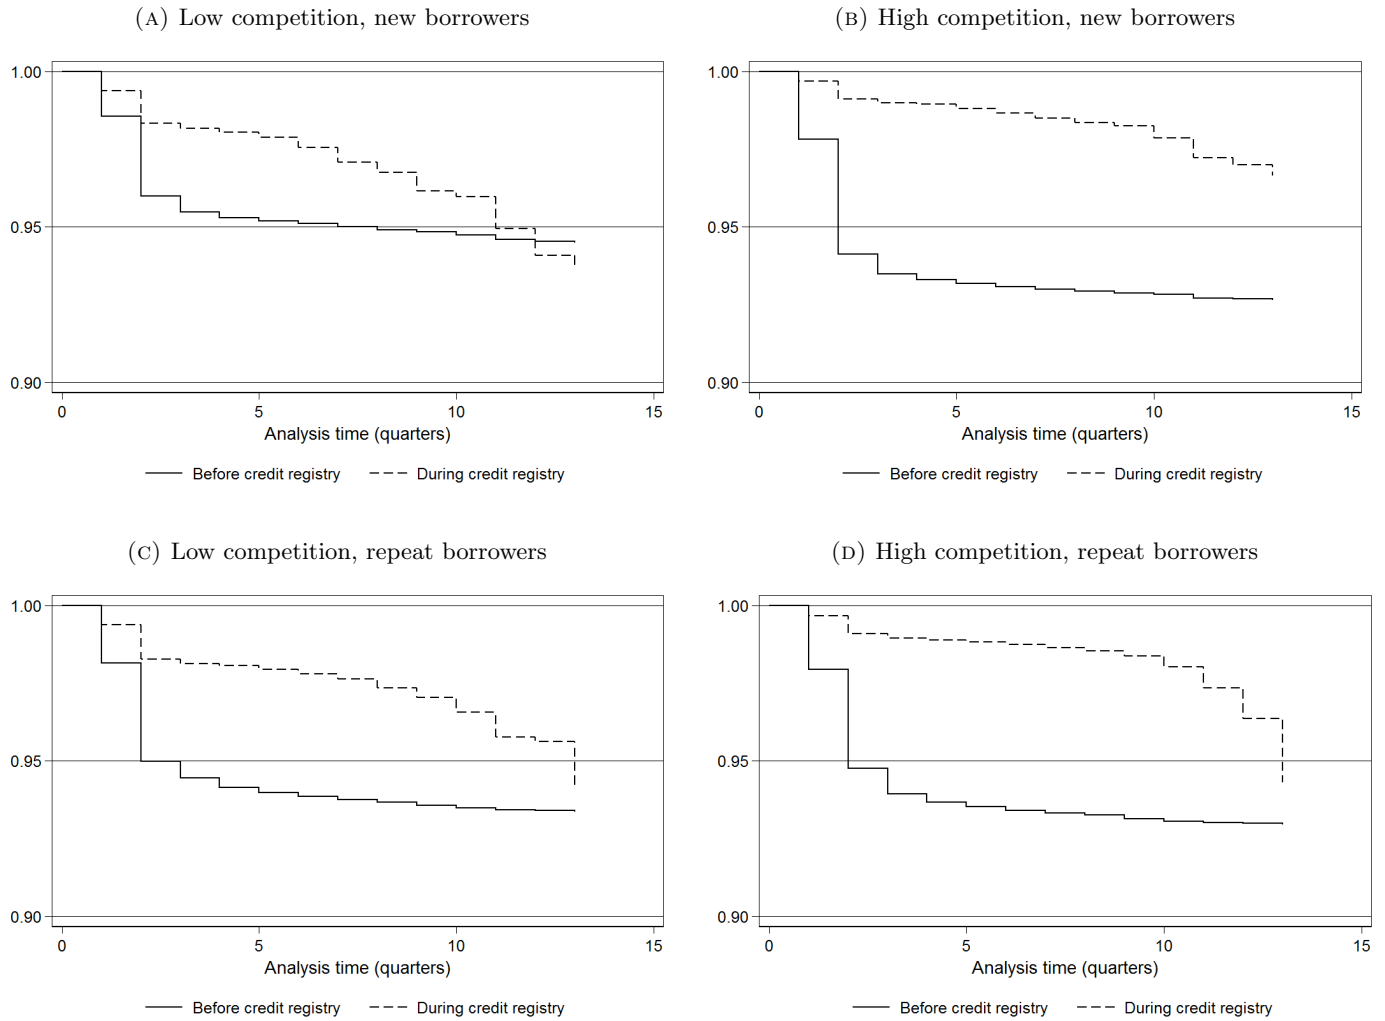 (A) Low competition, new borrowers
1.00
0.95
0.90
0 5 10 15
Analysis time (quarters)
Before credit registry During credit registry
(B) High competition, new borrowers
1.00
0.95
0.90
0 5 10 15
Analysis time (quarters)
Before credit registry During credit registry
(C) Low competition, repeat borrowers
1.00
0.95
0.90
0 5 10 15
Analysis time (quarters)
Before credit registry During credit registry
(D) High competition, repeat borrowers
1.00
0.95
0.90
0 5 10 15
Analysis time (quarters)
Before credit registry During credit registry